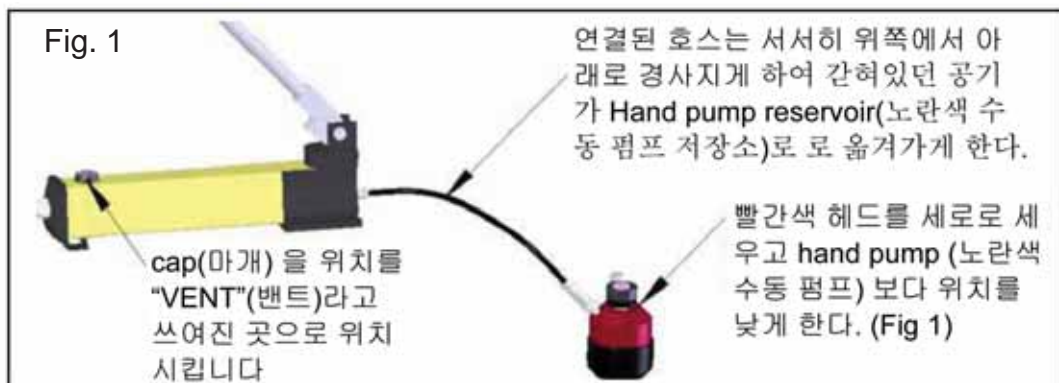 Fig. 1
연결된 호스는 서서히 위쪽에서 아
래로 경사지게 하여 갇혀있던 공기
가 Hand pump reservoir(노란색 수
동 펌프 저장소)로 로 옮겨가게 한다.
빨간색 헤드를 세로로 세
우고 hand pump (노란색
수동 펌프) 보다 위치를
낮게 한다. (Fig 1)
cap(마개) 을 위치를
“VENT”(밴트)라고
쓰여진 곳으로 위치
시킵니다